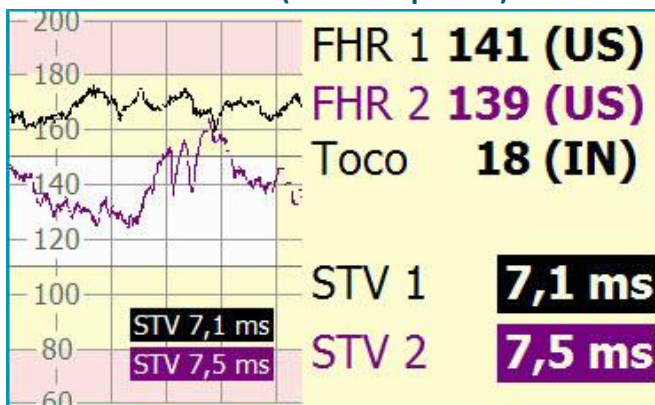 200
180
160
140
120
100
80
60
STV 7,1 ms
STV 7,5 ms
FHR 1 141 (US)
FHR 2 139 (US)
Toco 18 (IN)
STV 1 7,1 ms
STV 2 7,5 ms